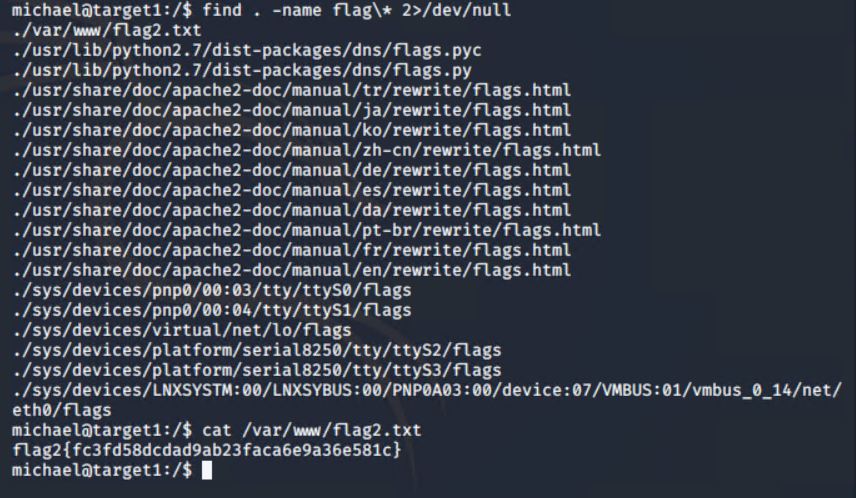 michael@target1:/$ find . -name flag\* 2>/dev/null
./var/www/flag2.txt
./usr/lib/python2.7/dist-packages/dns/flags.pyc
./usr/lib/python2.7/dist-packages/dns/flags.py
./usr/share/doc/apache2-doc/manual/tr/rewrite/flags.html
./usr/share/doc/apache2-doc/manual/ja/rewrite/flags.html
./usr/share/doc/apache2-doc/manual/ko/rewrite/flags.html
./usr/share/doc/apache2-doc/manual/zh-cn/rewrite/flags.html
./usr/share/doc/apache2-doc/manual/de/rewrite/flags.html
./usr/share/doc/apache2-doc/manual/es/rewrite/flags.html
./usr/share/doc/apache2-doc/manual/da/rewrite/flags.html
./usr/share/doc/apache2-doc/manual/pt-br/rewrite/flags.html
./usr/share/doc/apache2-doc/manual/fr/rewrite/flags.html
./usr/share/doc/apache2-doc/manual/en/rewrite/flags.html
./sys/devices/pnp0/00:03/tty/ttyS0/flags
./sys/devices/pnp0/00:04/tty/ttyS1/flags
./sys/devices/virtual/net/lo/flags
./sys/devices/platform/serial8250/tty/ttyS2/flags
./sys/devices/platform/serial8250/tty/ttyS3/flags
./sys/devices/LNXSYSTM:00/LNXSYBUS:00/PNP0A03:00/device:07/VMBUS:01/vmbus_0_14/net/
eth0/flags
michael@target1:/$ cat /var/www/flag2.txt
flag2{fc3fd58dcdad9ab23faca6e9a36e581c}
michael@target1:/$